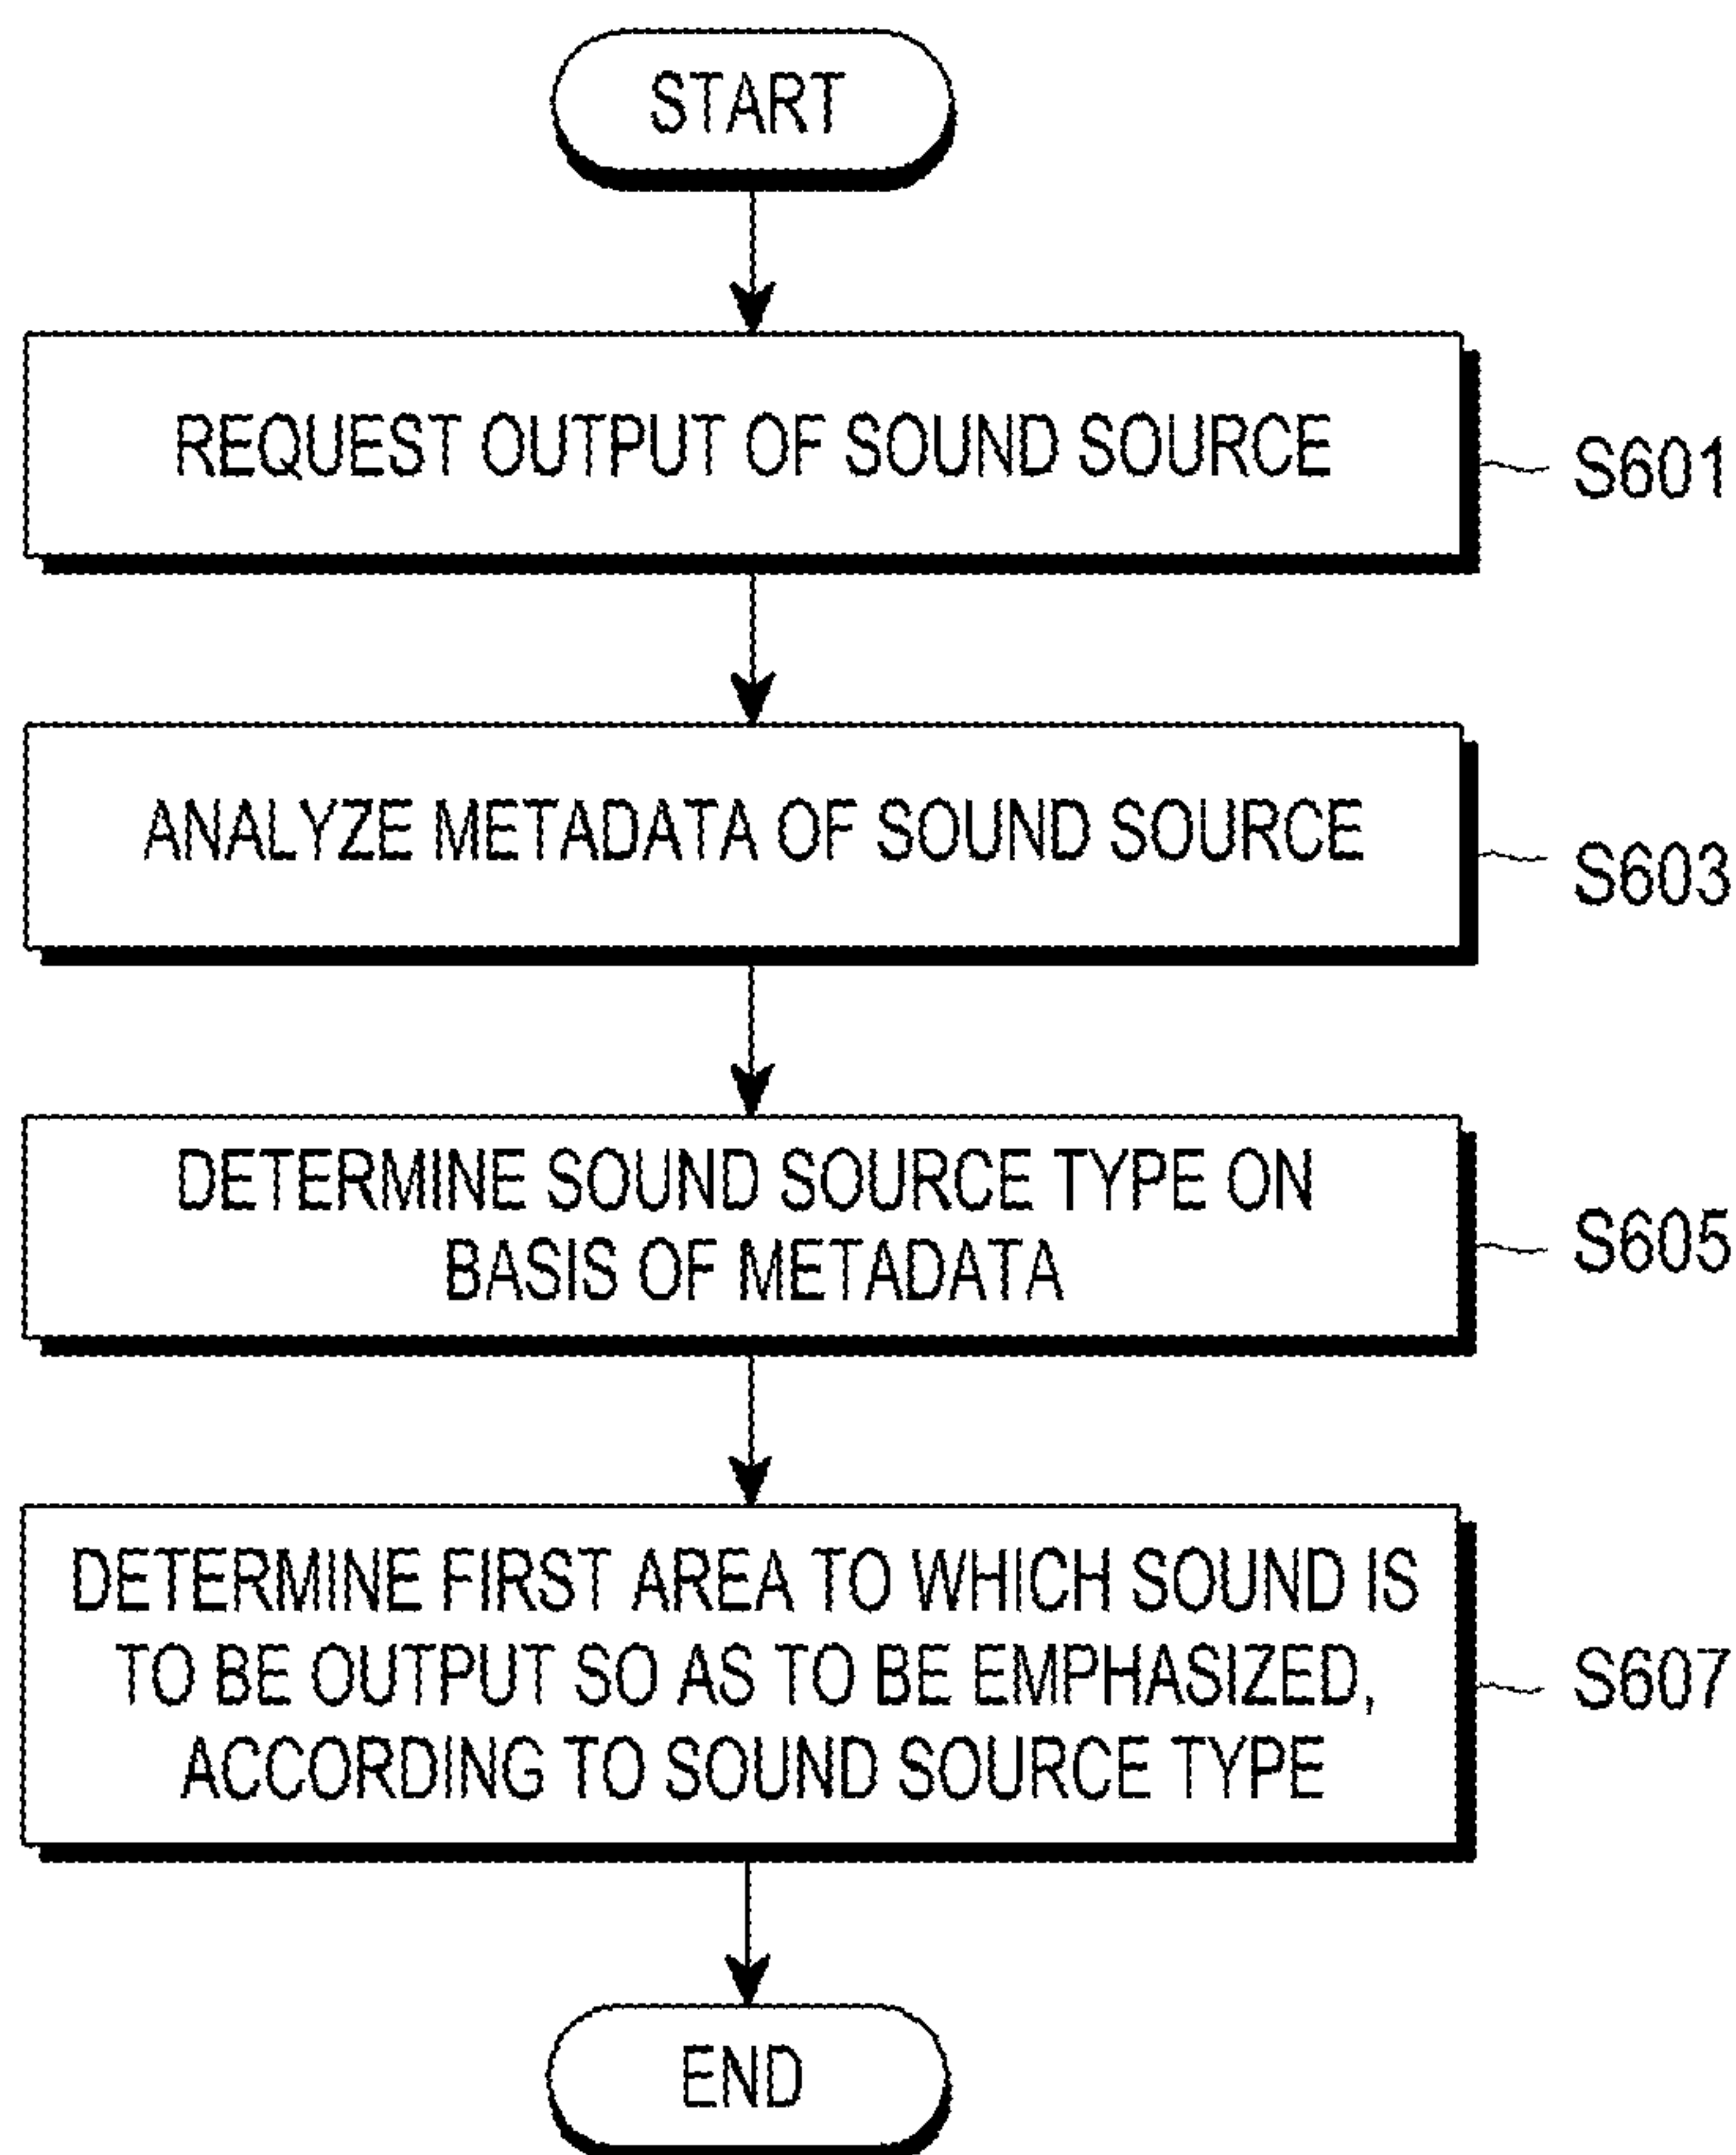 START
REQUEST OUTPUT OF SOUND SOURCE
S601
ANALYZE METADATA OF SOUND SOURCE
S603
DETERMINE SOUND SOURCE TYPE ON
BASIS OF METADATA
S605
DETERMINE FIRST AREA TO WHICH SOUND IS
TO BE OUTPUT SO AS TO BE EMPHASIZED,
ACCORDING TO SOUND SOURCE TYPE
S607
END